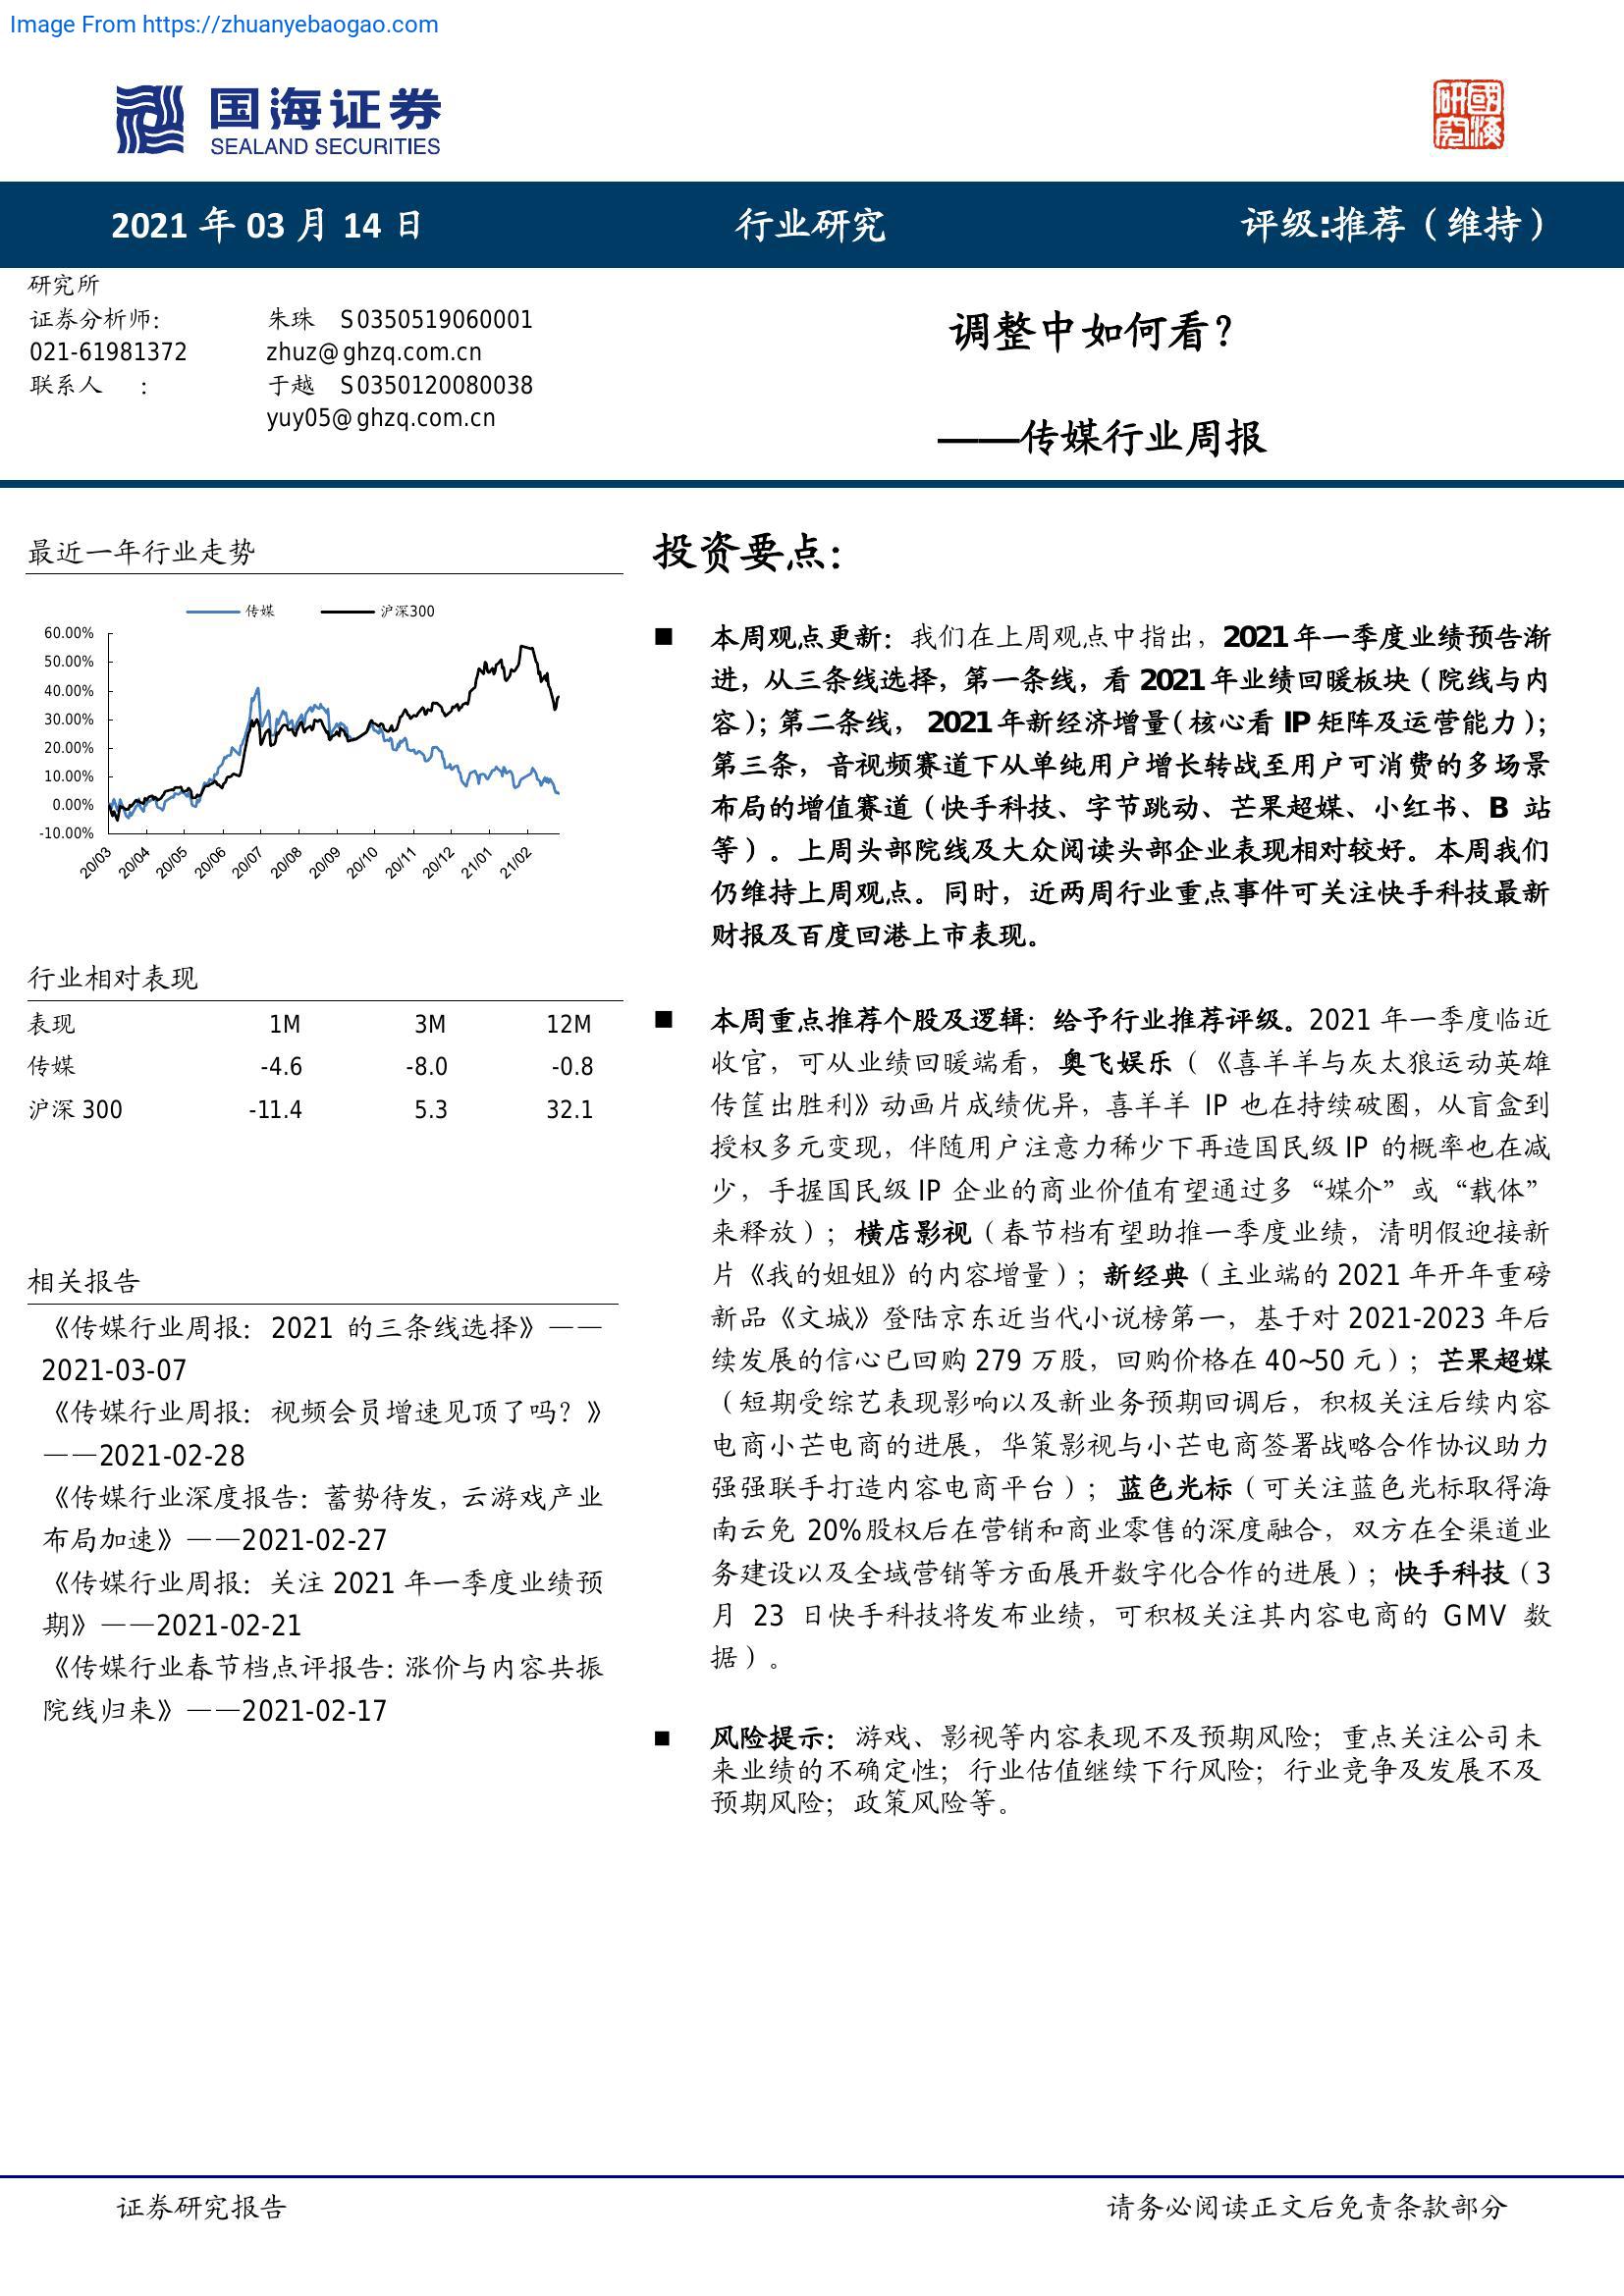 Image From https://zhuanyebaogao.com
国海证券
SEALAND SECURITIES
研究
國海
2021 年 03 月 14 日 行业研究 评级:推荐（维持）
研究所
证券分析师: 朱珠 S0350519060001
021-61981372 zhuz@ghzq.com.cn
联系人 : 于越 S0350120080038
yuy05@ghzq.com.cn
调整中如何看?
——传媒行业周报
最近一年行业走势
传媒 沪深300
60.00%
50.00%
40.00%
30.00%
20.00%
10.00%
0.00%
-10.00%
20/03 20/04 20/05 20/06 20/07 20/08 20/09 20/10 20/11 20/12 21/01 21/02
行业相对表现
表现 1M 3M 12M
传媒 -4.6 -8.0 -0.8
沪深 300 -11.4 5.3 32.1
相关报告
《传媒行业周报: 2021 的三条线选择》——
2021-03-07
《传媒行业周报: 视频会员增速见顶了吗? 》
——2021-02-28
《传媒行业深度报告: 蓄势待发, 云游戏产业
布局加速》——2021-02-27
《传媒行业周报: 关注 2021 年一季度业绩预
期》——2021-02-21
《传媒行业春节档点评报告: 涨价与内容共振
院线归来》——2021-02-17
投资要点:
■ 本周观点更新: 我们在上周观点中指出, 2021 年一季度业绩预告渐
进, 从三条线选择, 第一条线, 看 2021 年业绩回暖板块（院线与内
容）; 第二条线, 2021 年新经济增量（核心看 IP 矩阵及运营能力）;
第三条, 音视频赛道下从单纯用户增长转战至用户可消费的多场景
布局的增值赛道（快手科技、字节跳动、芒果超媒、小红书、B 站
等）。上周头部院线及大众阅读头部企业表现相对较好。本周我们
仍维持上周观点。同时, 近两周行业重点事件可关注快手科技最新
财报及百度回港上市表现。
■ 本周重点推荐个股及逻辑: 给予行业推荐评级。2021 年一季度临近
收官, 可从业绩回暖端看, 奥飞娱乐（《喜羊羊与灰太狼运动英雄
传筐出胜利》动画片成绩优异, 喜羊羊 IP 也在持续破圈, 从盲盒到
授权多元变现, 伴随用户注意力稀少下再造国民级 IP 的概率也在减
少, 手握国民级 IP 企业的商业价值有望通过多“媒介”或“载体”
来释放）; 横店影视（春节档有望助推一季度业绩, 清明假迎接新
片《我的姐姐》的内容增量）; 新经典（主业端的 2021 年开年重磅
新品《文城》登陆京东近当代小说榜第一, 基于对 2021-2023 年后
续发展的信心已回购 279 万股, 回购价格在 40~50 元）; 芒果超媒
（短期受综艺表现影响以及新业务预期回调后, 积极关注后续内容
电商小芒电商的进展, 华策影视与小芒电商签署战略合作协议助力
强强联手打造内容电商平台）; 蓝色光标（可关注蓝色光标取得海
南云免 20%股权后在营销和商业零售的深度融合, 双方在全渠道业
务建设以及全域营销等方面展开数字化合作的进展）; 快手科技（3
月 23 日快手科技将发布业绩, 可积极关注其内容电商的 GMV 数
据）。
■ 风险提示: 游戏、影视等内容表现不及预期风险; 重点关注公司未
来业绩的不确定性; 行业估值继续下行风险; 行业竞争及发展不及
预期风险; 政策风险等。
证券研究报告 请务必阅读正文后免责条款部分